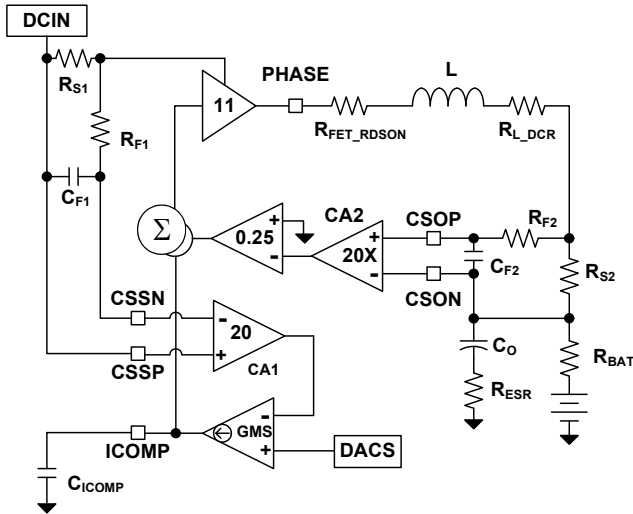 DCIN
RS1
11
PHASE
L
RFET_RDSON
RL_DCR
RF1
CF1
Σ
0.25
+
-
CA2
20X
+
-
CSOP
CSON
RF2
CF2
RS2
CSSN
CSSP
-
20
+
CA1
CO
RESR
RBAT
ICOMP
GMS
-
+
DACS
CICOMP